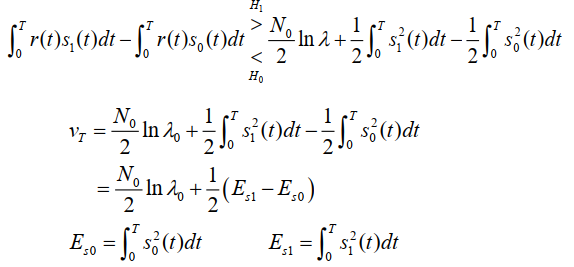 ∫₀ᵀ r(t)s₁(t)dt − ∫₀ᵀ r(t)s₀(t)dt ≷_{H₀}^{H₁} N₀/2 ln λ + 1/2 ∫₀ᵀ s₁²(t)dt − 1/2 ∫₀ᵀ s₀²(t)dt
v_T = N₀/2 ln λ₀ + 1/2 ∫₀ᵀ s₁²(t)dt − 1/2 ∫₀ᵀ s₀²(t)dt
= N₀/2 ln λ₀ + 1/2 (E_{s1} − E_{s0})
E_{s0} = ∫₀ᵀ s₀²(t)dt E_{s1} = ∫₀ᵀ s₁²(t)dt